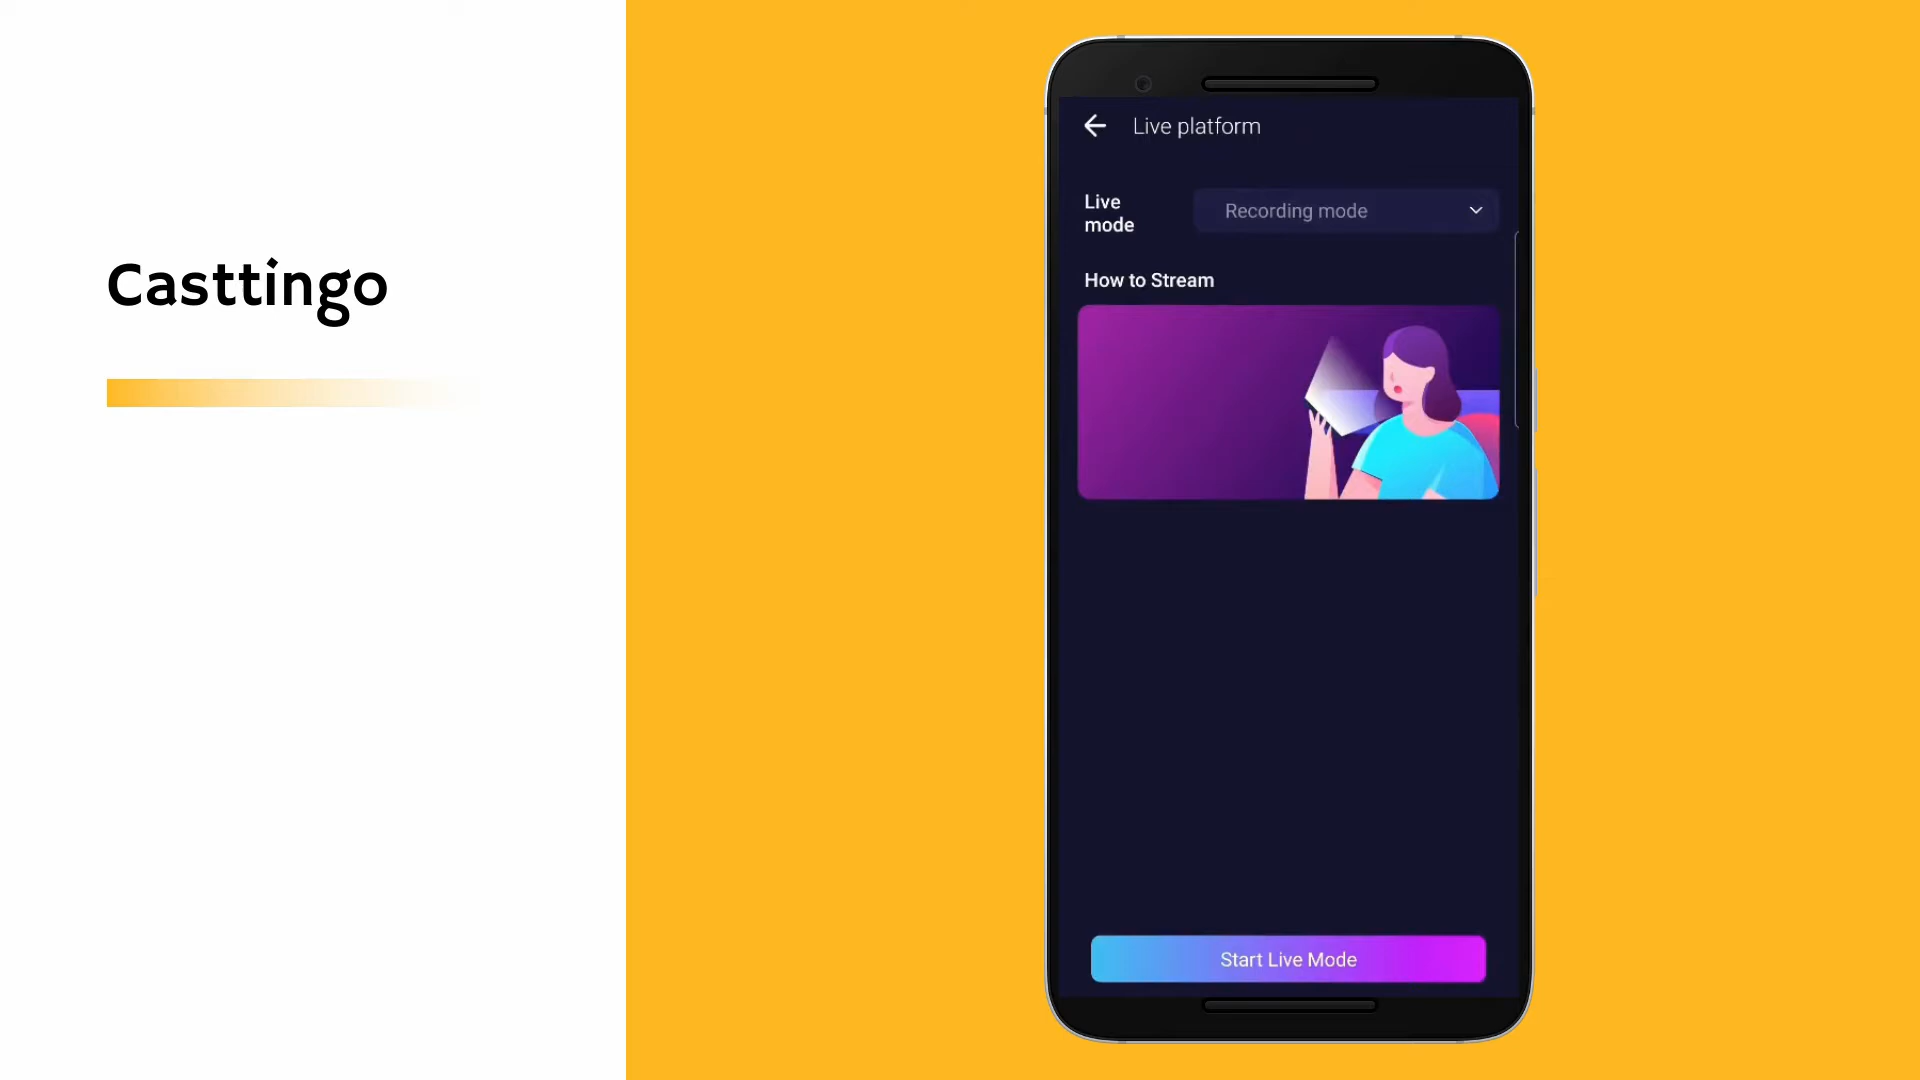 Casttingo
Live platform
Live
mode
Recording mode
How to Stream
Start Live Mode